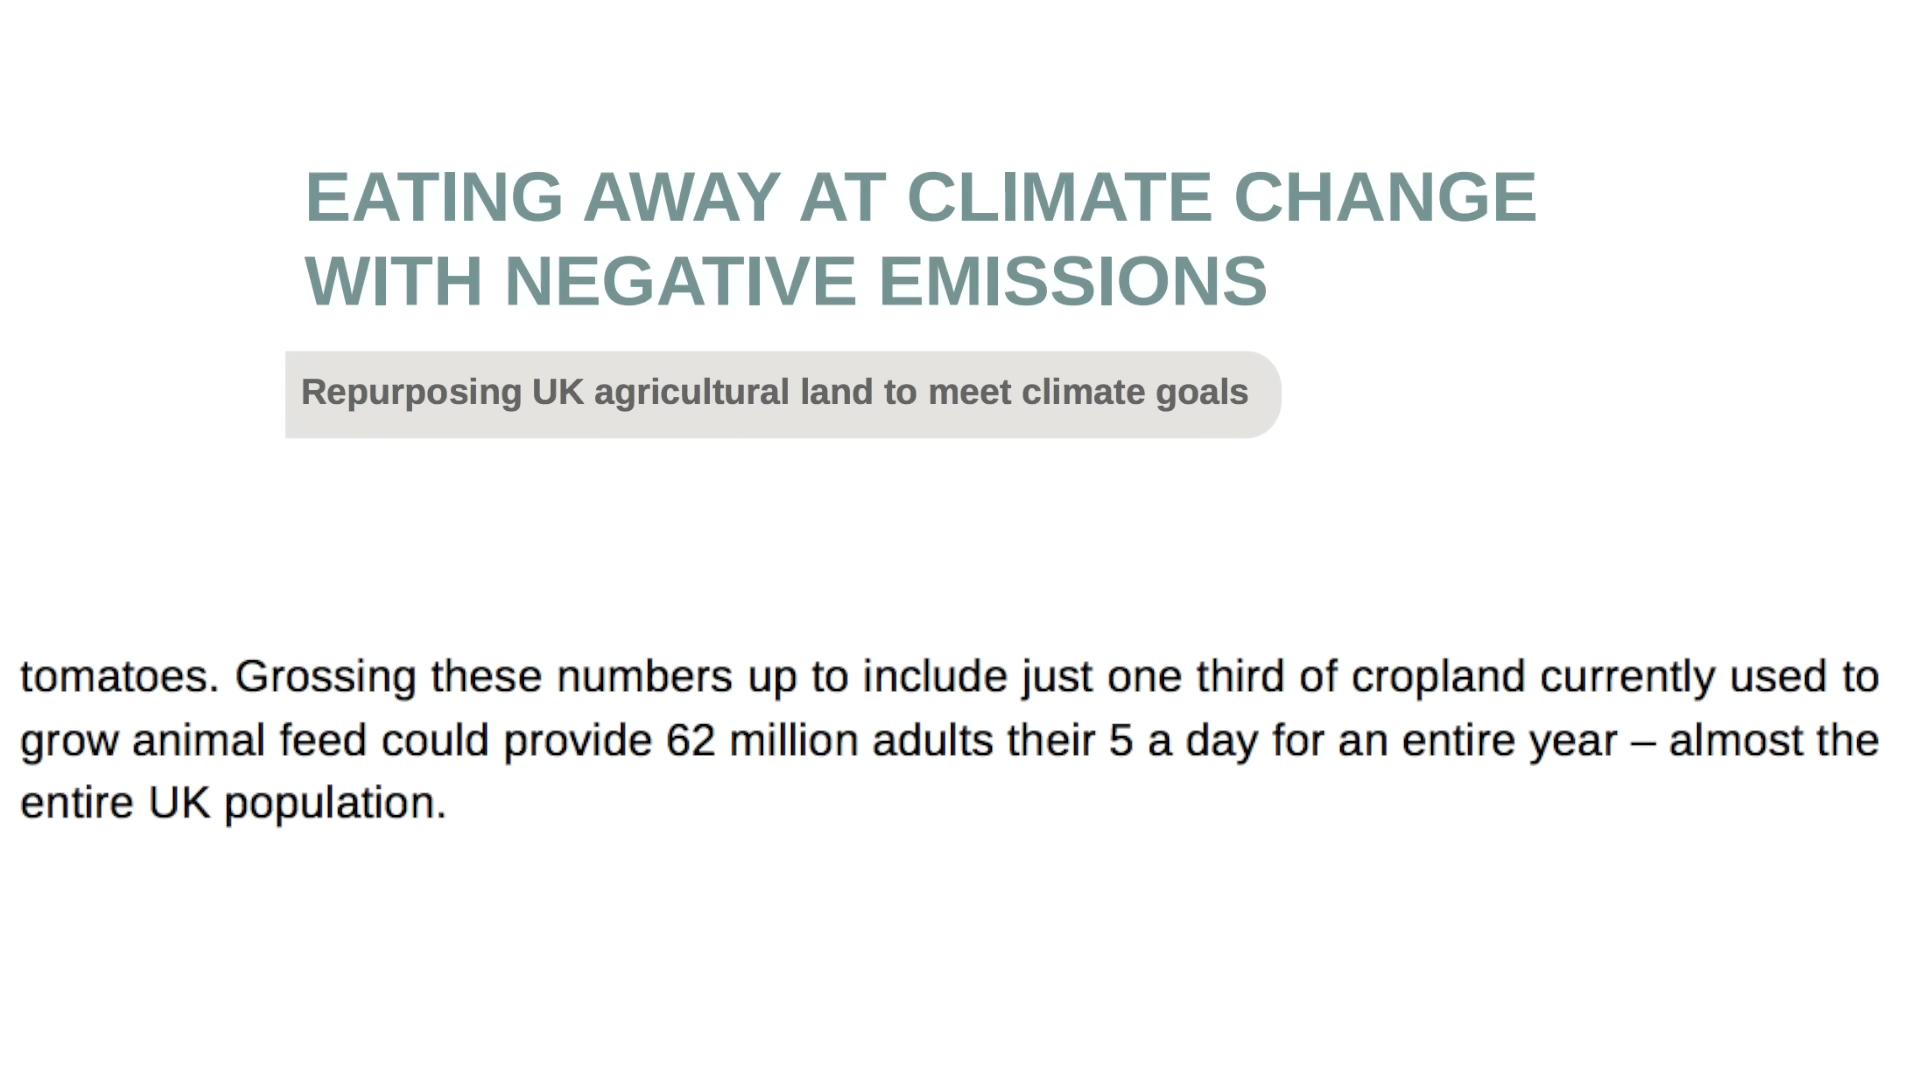 EATING AWAY AT CLIMATE CHANGE
WITH NEGATIVE EMISSIONS
Repurposing UK agricultural land to meet climate goals
tomatoes. Grossing these numbers up to include just one third of cropland currently used to
grow animal feed could provide 62 million adults their 5 a day for an entire year – almost the
entire UK population.